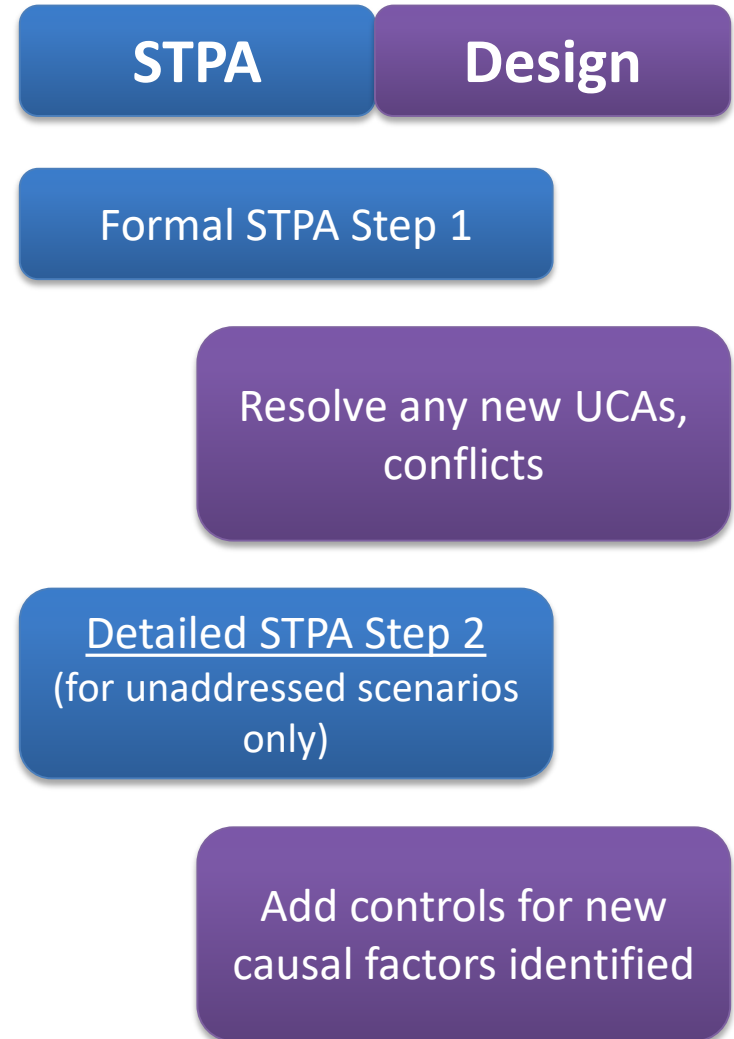 STPA
Design
Formal STPA Step 1
Resolve any new UCAs,
conflicts
Detailed STPA Step 2
(for unaddressed scenarios
only)
Add controls for new
causal factors identified